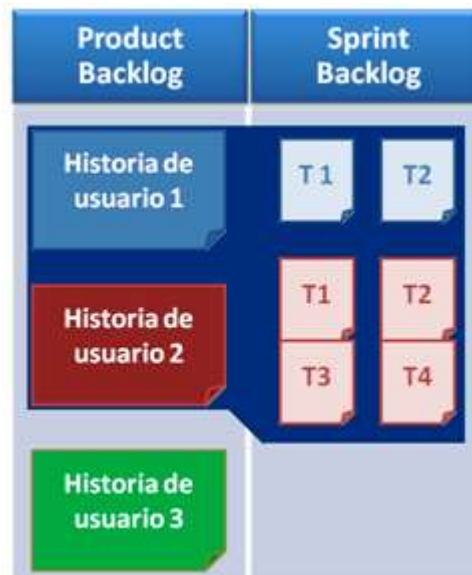 Product
Backlog
Sprint
Backlog
Historia de
usuario 1
T 1
T2
Historia de
usuario 2
T1
T2
T3
T4
Historia de
usuario 3